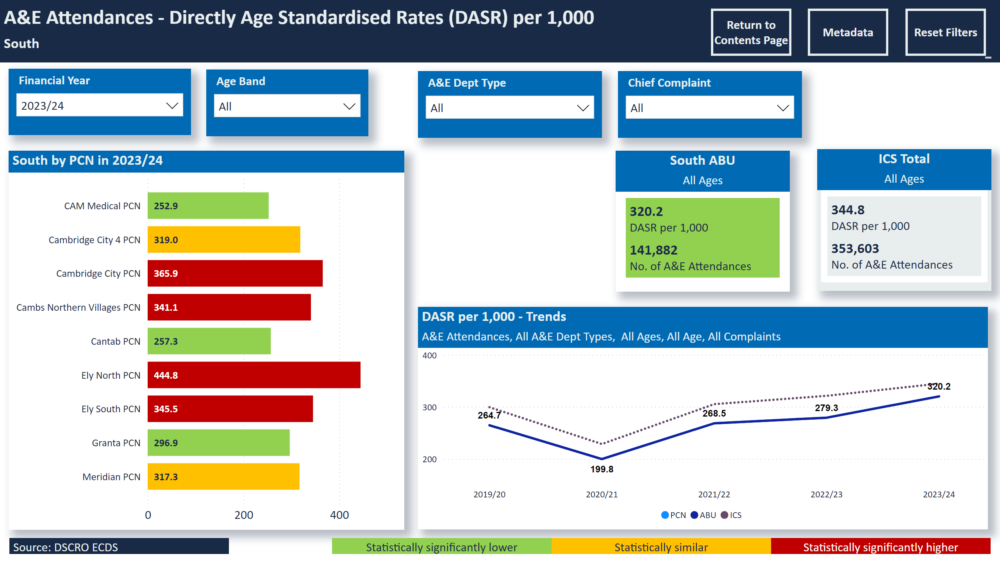 A&E Attendances - Directly Age Standardised Rates (DASR) per 1,000
South
Return to
Contents Page
Metadata
Reset Filters
Financial Year
2023/24
Age Band
All
A&E Dept Type
All
Chief Complaint
All
South by PCN in 2023/24
CAM Medical PCN 252.9
Cambridge City 4 PCN 319.0
Cambridge City PCN 365.9
Cambs Northern Villages PCN 341.1
Cantab PCN 257.3
Ely North PCN 444.8
Ely South PCN 345.5
Granta PCN 296.9
Meridian PCN 317.3
0 200 400
South ABU
All Ages
320.2
DASR per 1,000
141,882
No. of A&E Attendances
ICS Total
All Ages
344.8
DASR per 1,000
353,603
No. of A&E Attendances
DASR per 1,000 - Trends
A&E Attendances, All A&E Dept Types,  All Ages, All Age, All Complaints
400
300
200
264.7
199.8
268.5
279.3
320.2
2019/20 2020/21 2021/22 2022/23 2023/24
PCN ABU ICS
Source: DSCRO ECDS
Statistically significantly lower
Statistically similar
Statistically significantly higher